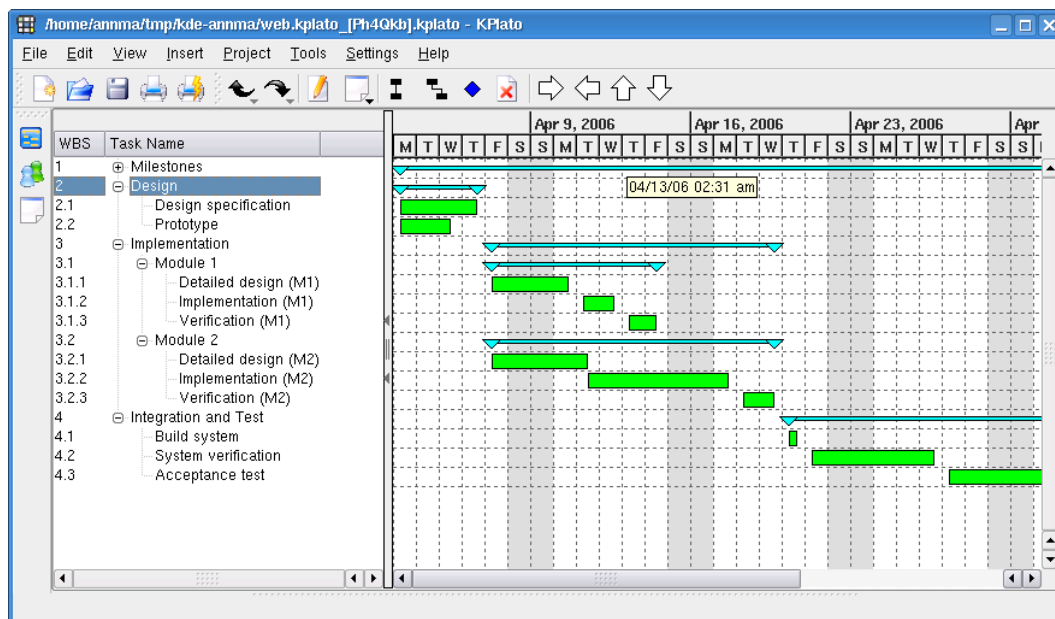 /home/annma/tmp/kde-annma/web.kplato_[Ph4Qkb].kplato - KPlato
File Edit View Insert Project Tools Settings Help
Apr 9, 2006 Apr 16, 2006 Apr 23, 2006 Apr
WBS Task Name
M T W T F S S M T W T F S S M T W T F S S M T W T F S S
1 Milestones
2 Design
04/13/06 02:31 am
2.1 Design specification
2.2 Prototype
3 Implementation
3.1 Module 1
3.1.1 Detailed design (M1)
3.1.2 Implementation (M1)
3.1.3 Verification (M1)
3.2 Module 2
3.2.1 Detailed design (M2)
3.2.2 Implementation (M2)
3.2.3 Verification (M2)
4 Integration and Test
4.1 Build system
4.2 System verification
4.3 Acceptance test